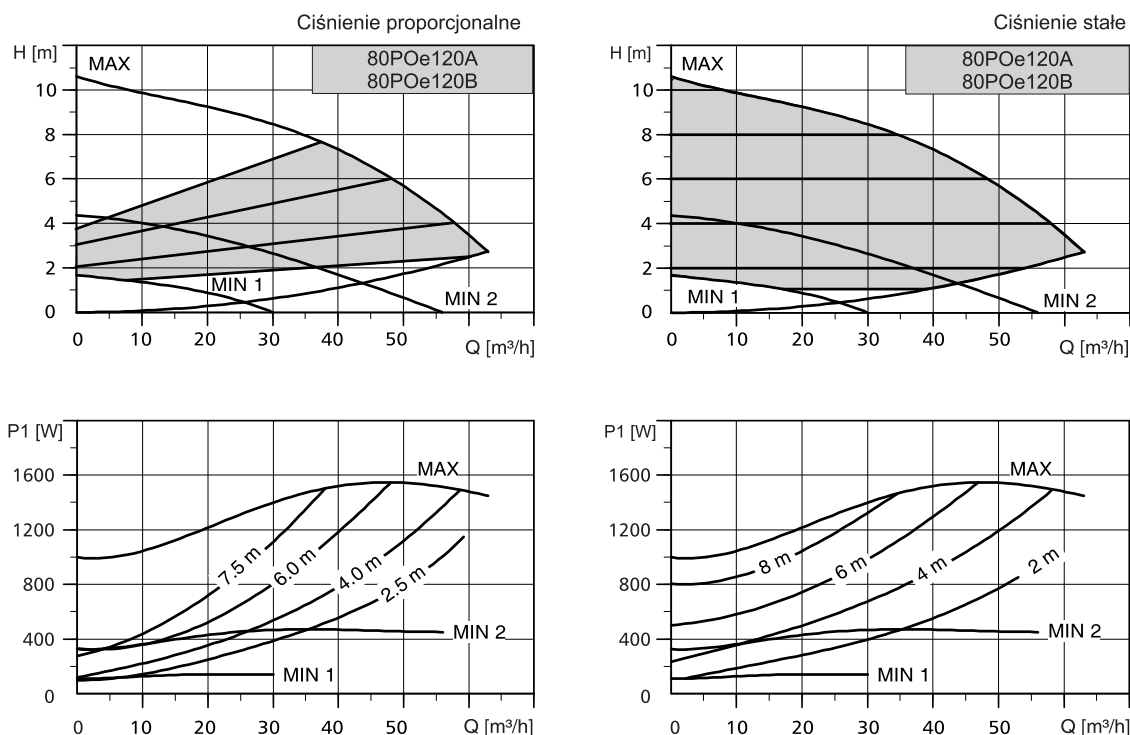 Ciśnienie proporcjonalne
H [m]
MAX
80POe120A
80POe120B
10
8
6
4
2
0
MIN 1
MIN 2
0 10 20 30 40 50
Q [m³/h]
Ciśnienie stałe
H [m]
MAX
80POe120A
80POe120B
10
8
6
4
2
0
MIN 1
MIN 2
0 10 20 30 40 50
Q [m³/h]
P1 [W]
1600
1200
800
400
0
MAX
7.5 m
6.0 m
4.0 m
2.5 m
MIN 2
MIN 1
0 10 20 30 40 50
Q [m³/h]
P1 [W]
1600
1200
800
400
0
MAX
8 m
6 m
4 m
2 m
MIN 2
MIN 1
0 10 20 30 40 50
Q [m³/h]